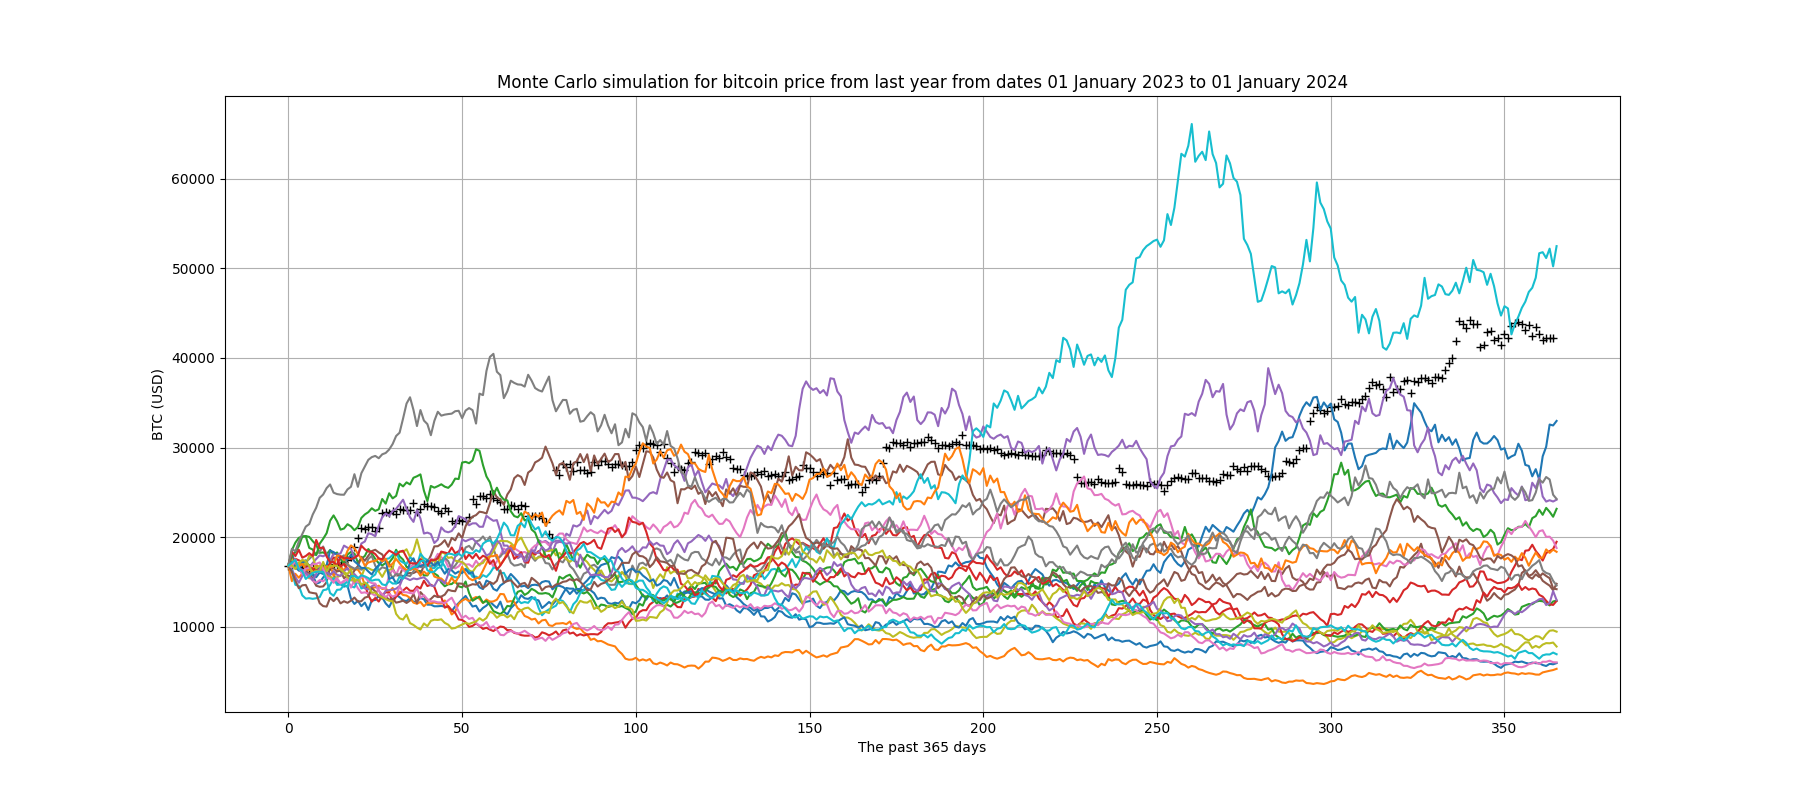 Monte Carlo simulation for bitcoin price from last year from dates 01 January 2023 to 01 January 2024
60000
50000
40000
30000
20000
10000
BTC (USD)
0 50 100 150 200 250 300 350
The past 365 days